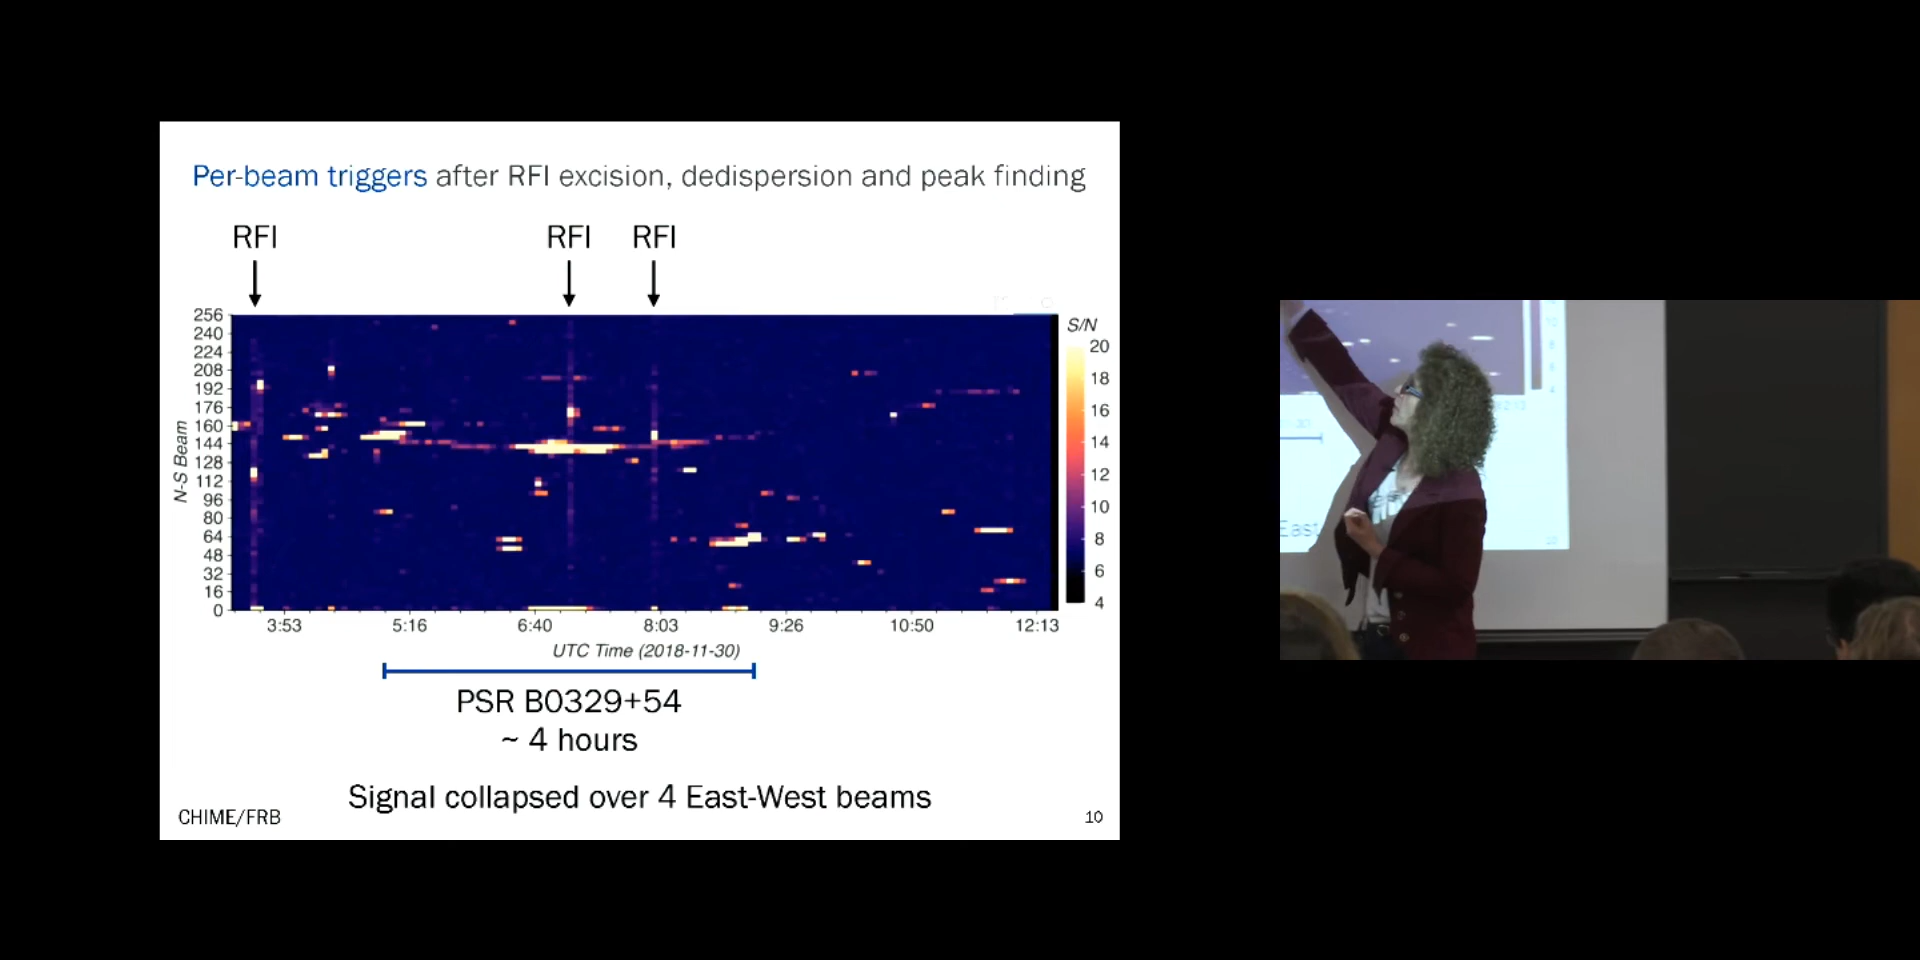 Per-beam triggers after RFI excision, dedispersion and peak finding
RFI RFI RFI
256
240
224
208
192
176
160
144
128
112
96
80
64
48
32
16
0
N-S Beam
3:53 5:16 6:40 8:03 9:26 10:50 12:13
UTC Time (2018-11-30)
S/N
20
18
16
14
12
10
8
6
4
PSR B0329+54
~ 4 hours
Signal collapsed over 4 East-West beams
CHIME/FRB
10
East